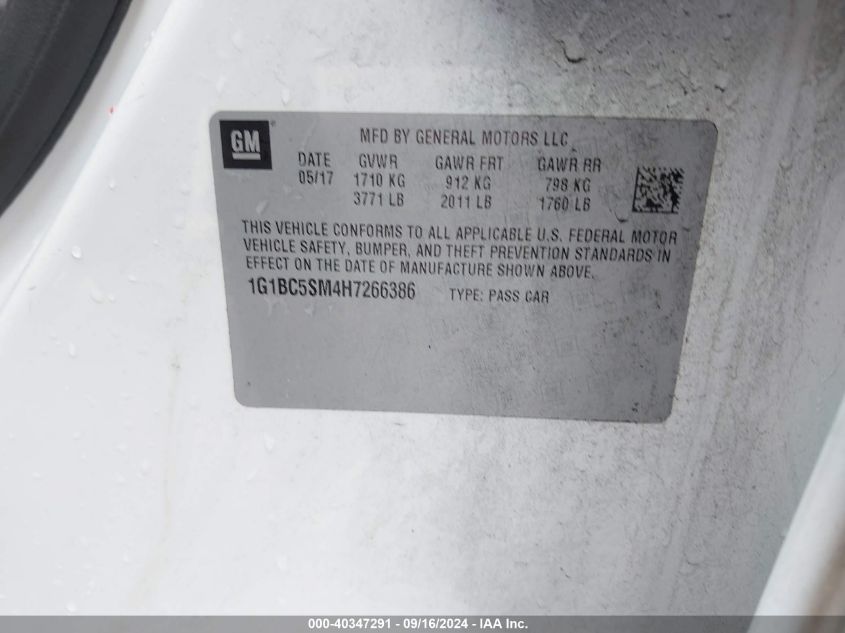 GM
MFD BY GENERAL MOTORS LLC
DATE GVWR GAWR FRT GAWR RR
05/17 1710 KG 912 KG 798 KG
3771 LB 2011 LB 1760 LB
THIS VEHICLE CONFORMS TO ALL APPLICABLE U.S. FEDERAL MOTOR
VEHICLE SAFETY, BUMPER, AND THEFT PREVENTION STANDARDS IN
EFFECT ON THE DATE OF MANUFACTURE SHOWN ABOVE.
1G1BC5SM4H7266386 TYPE: PASS CAR
000-40347291 - 09/16/2024 - IAA Inc.